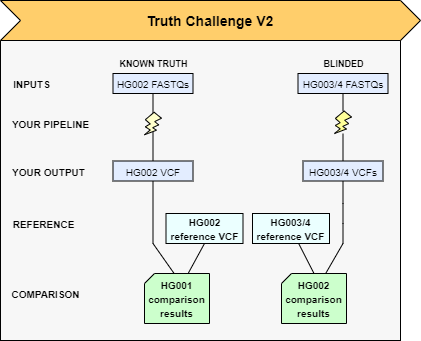 Truth Challenge V2
KNOWN TRUTH
BLINDED
INPUTS
HG002 FASTQs
HG003/4 FASTQs
YOUR PIPELINE
YOUR OUTPUT
HG002 VCF
HG003/4 VCFs
REFERENCE
HG002
reference VCF
HG003/4
reference VCF
COMPARISON
HG001
comparison
results
HG002
comparison
results